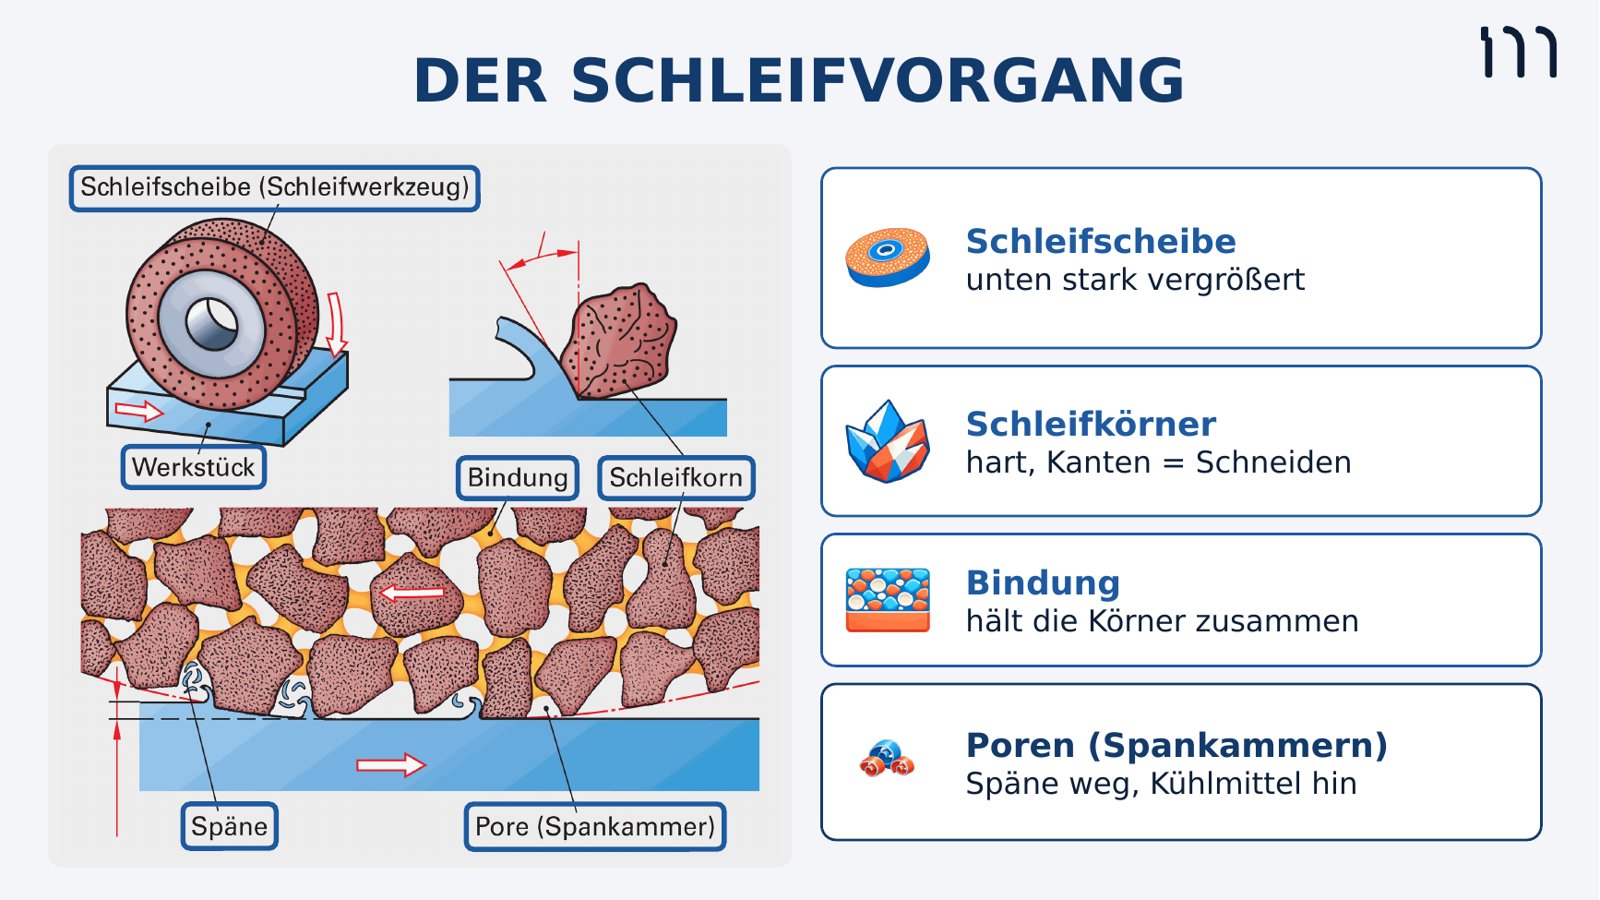 DER SCHLEIFVORGANG
m
Schleifscheibe (Schleifwerkzeug)
Werkstück
Bindung
Schleifkorn
Späne
Pore (Spankammer)
Schleifscheibe
unten stark vergrößert
Schleifkörner
hart, Kanten = Schneiden
Bindung
hält die Körner zusammen
Poren (Spankammern)
Späne weg, Kühlmittel hin